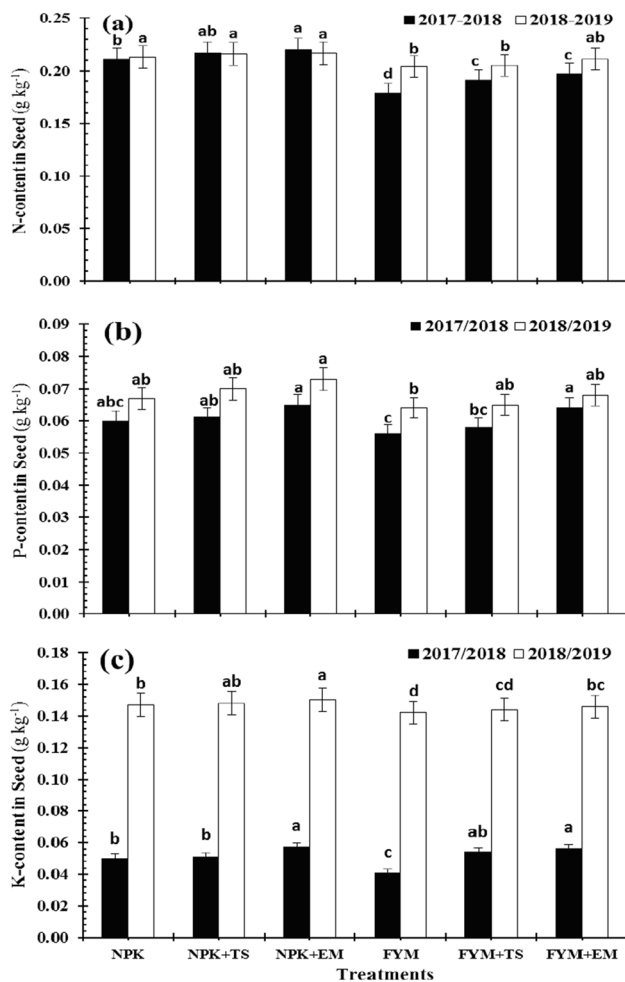 (a)
2017–2018 2018–2019
N-content in Seed (g kg⁻¹)
0.25
0.20
0.15
0.10
0.05
0.00
b a ab a a a d b c b c ab
(b)
2017/2018 2018/2019
P-content in Seed (g kg⁻¹)
0.09
0.08
0.07
0.06
0.05
0.04
0.03
0.02
0.01
0.00
abc ab ab ab a a c b bc ab a ab
(c)
2017/2018 2018/2019
K-content in Seed (g kg⁻¹)
0.18
0.16
0.14
0.12
0.10
0.08
0.06
0.04
0.02
0.00
b b b ab a a c d ab cd a bc
NPK NPK+TS NPK+EM FYM FYM+TS FYM+EM
Treatments